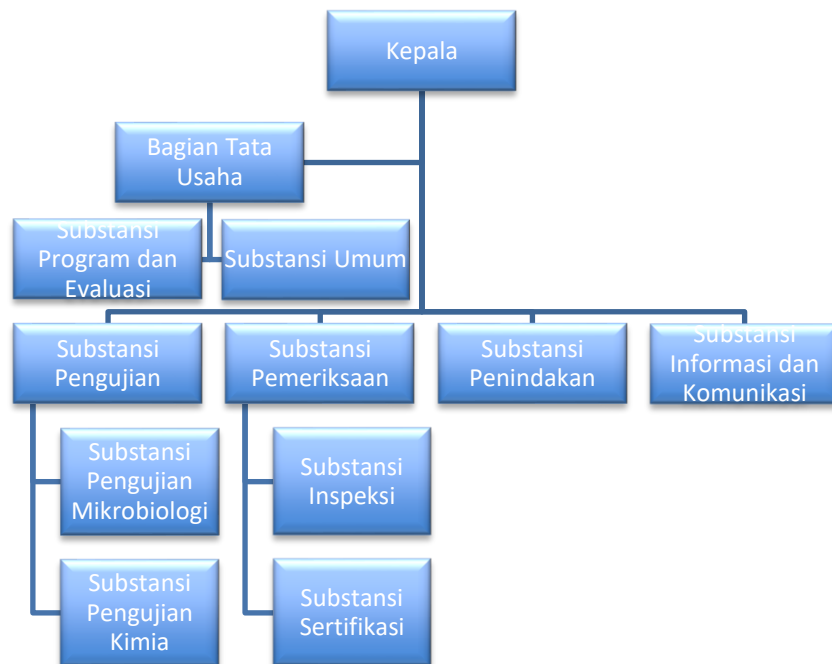 Kepala
Bagian Tata
Usaha
Substansi
Program dan
Evaluasi
Substansi Umum
Substansi
Pengujian
Substansi
Pemeriksaan
Substansi
Penindakan
Substansi
Informasi dan
Komunikasi
Substansi
Pengujian
Mikrobiologi
Substansi
Inspeksi
Substansi
Pengujian
Kimia
Substansi
Sertifikasi